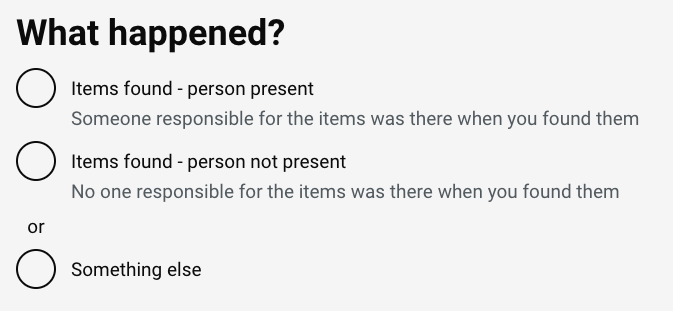 What happened?
Items found - person present
Someone responsible for the items was there when you found them
Items found - person not present
No one responsible for the items was there when you found them
or
Something else